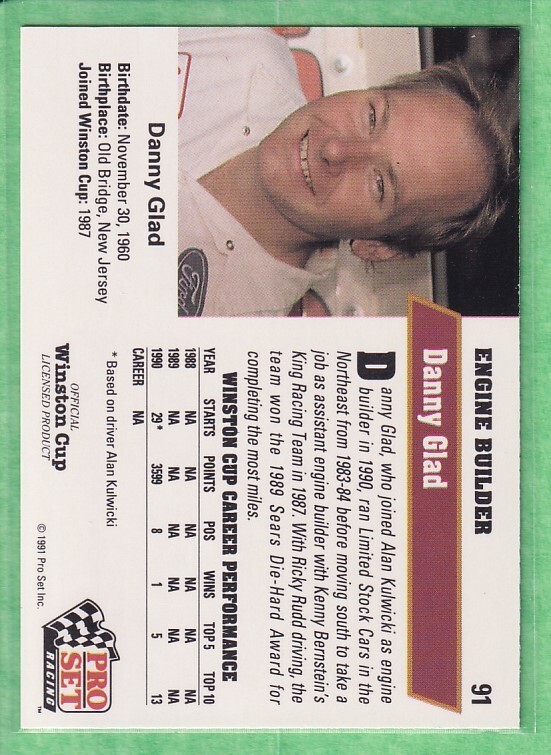 ENGINE BUILDER
91
Danny Glad
Danny Glad, who joined Alan Kulwicki as engine
builder in 1990, ran Limited Stock Cars in the
Northeast from 1983-84 before moving south to take a
job as assistant engine builder with Kenny Bernstein's
King Racing Team in 1987. With Ricky Rudd driving, the
team won the 1989 Sears Die-Hard Award for
completing the most miles.
WINSTON CUP CAREER PERFORMANCE
YEAR STARTS POINTS POS WINS TOP 5 TOP 10
1988 NA NA NA NA NA NA
1989 NA NA NA NA NA NA
1990 29* 3599 8 1 5 13
CAREER NA
* Based on driver Alan Kulwicki
Ford
Danny Glad
Birthdate: November 30, 1960
Birthplace: Old Bridge, New Jersey
Joined Winston Cup: 1987
OFFICIAL
Winston Cup
LICENSED PRODUCT
©1991 Pro Set Inc.
PRO
SET
RACING
TM